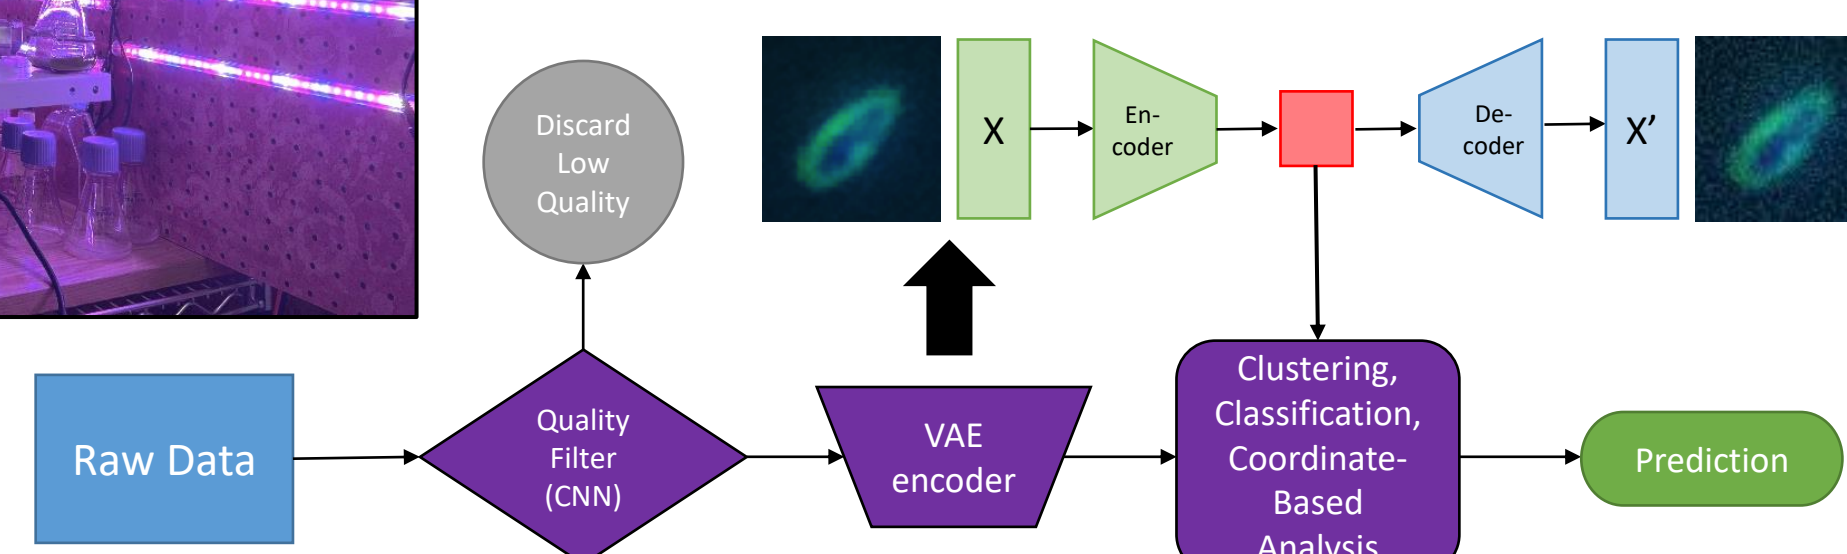 Discard
Low
Quality
X
En-
coder
De-
coder
X’
Raw Data
Quality
Filter
(CNN)
VAE
encoder
Clustering,
Classification,
Coordinate-
Based
Analysis
Prediction